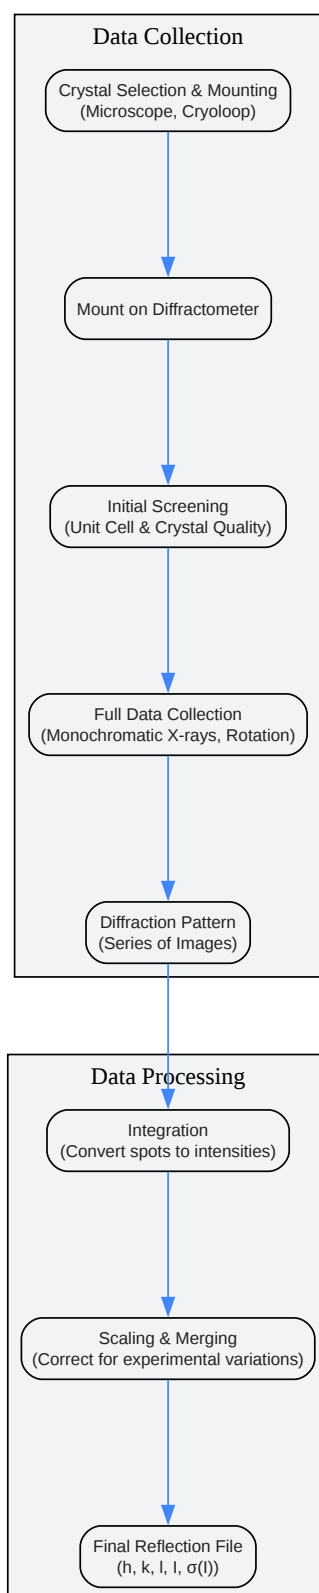 Data Collection
Crystal Selection & Mounting
(Microscope, Cryoloop)
Mount on Diffractometer
Initial Screening
(Unit Cell & Crystal Quality)
Full Data Collection
(Monochromatic X-rays, Rotation)
Diffraction Pattern
(Series of Images)
Data Processing
Integration
(Convert spots to intensities)
Scaling & Merging
(Correct for experimental variations)
Final Reflection File
(h, k, l, I, σ(I))